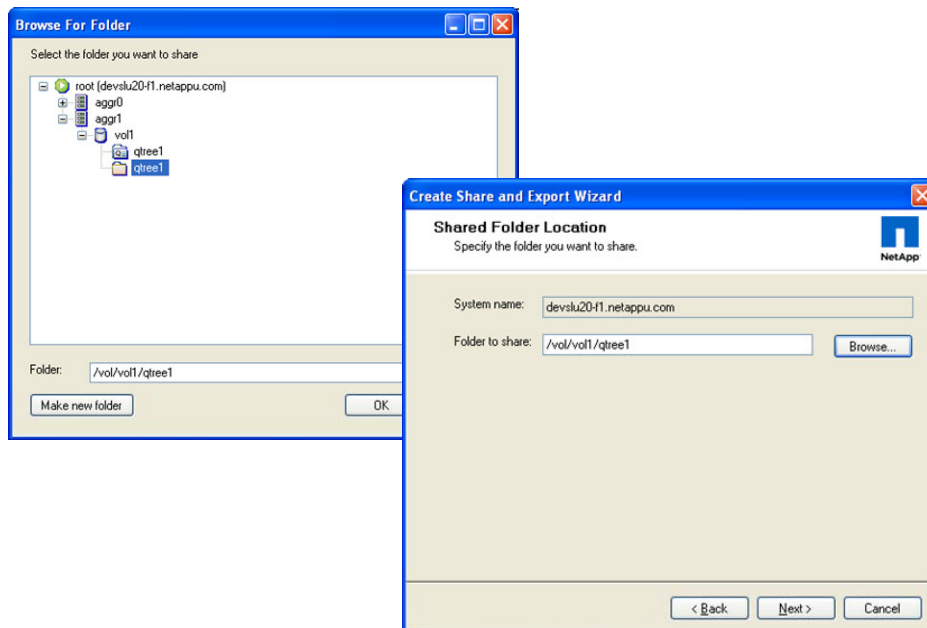 Browse For Folder
Select the folder you want to share
root (devslu20-f1.netappu.com)
aggr0
aggr1
vol1
qtree1
qtree1
Folder: /vol/vol1/qtree1
Make new folder OK
Create Share and Export Wizard
Shared Folder Location
Specify the folder you want to share.
NetApp
System name: devslu20-f1.netappu.com
Folder to share: /vol/vol1/qtree1 Browse...
< Back Next > Cancel